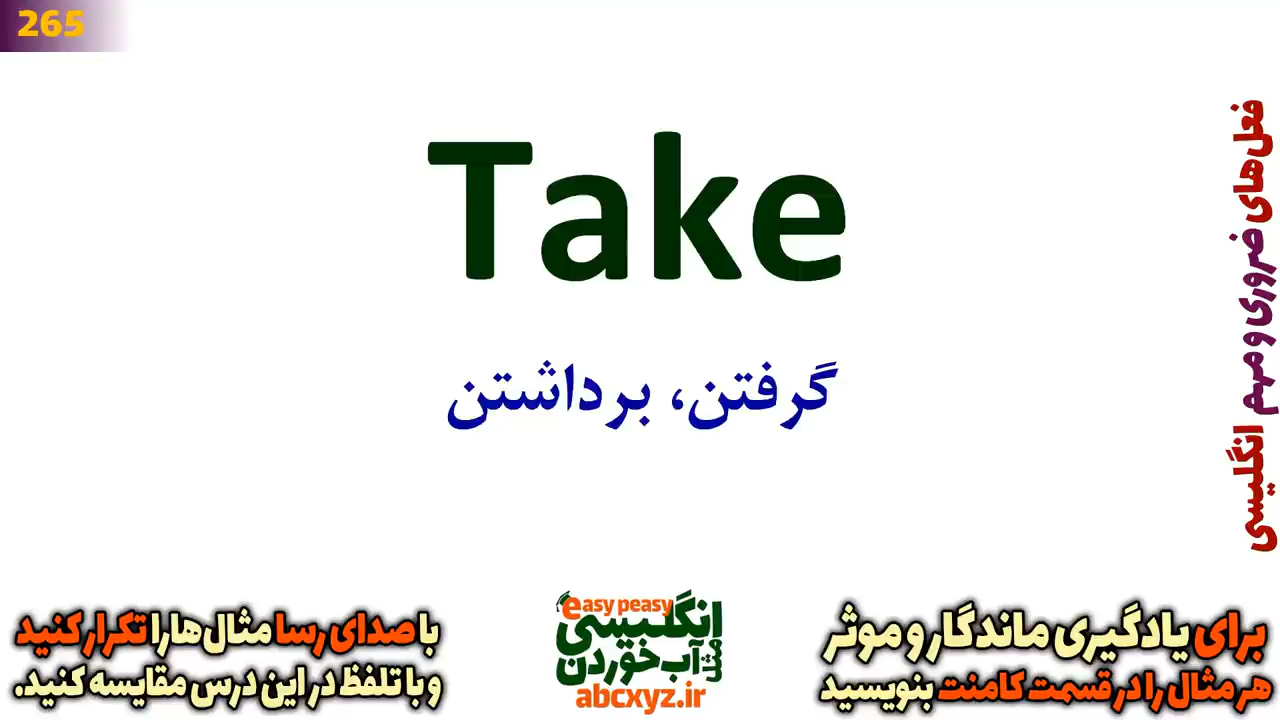 265
Take
گرفتن، برداشتن
فعل‌های ضروری و مهم انگلیسی
برای یادگیری ماندگار و موثر
هر مثال را در قسمت کامنت بنویسید
easy peasy
انگلیسی
مثل آب خوردن
abcxyz.ir
با صدای رسا مثال‌ها را تکرار کنید
و با تلفظ در این درس مقایسه کنید.